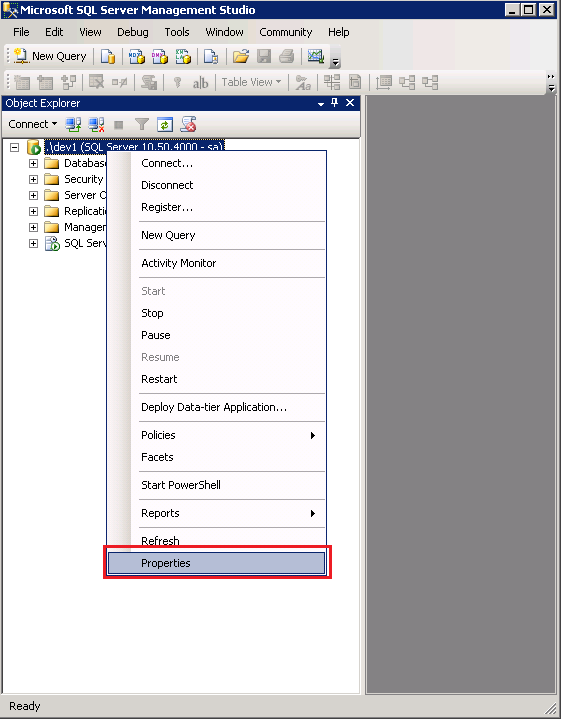 Microsoft SQL Server Management Studio
File Edit View Debug Tools Window Community Help
New Query
Table View
Object Explorer
Connect
.\dev1 (SQL Server 10.50.4000 - sa)
Databas
Security
Server O
Replicati
Manager
SQL Serv
Connect...
Disconnect
Register...
New Query
Activity Monitor
Start
Stop
Pause
Resume
Restart
Deploy Data-tier Application...
Policies
Facets
Start PowerShell
Reports
Refresh
Properties
Ready